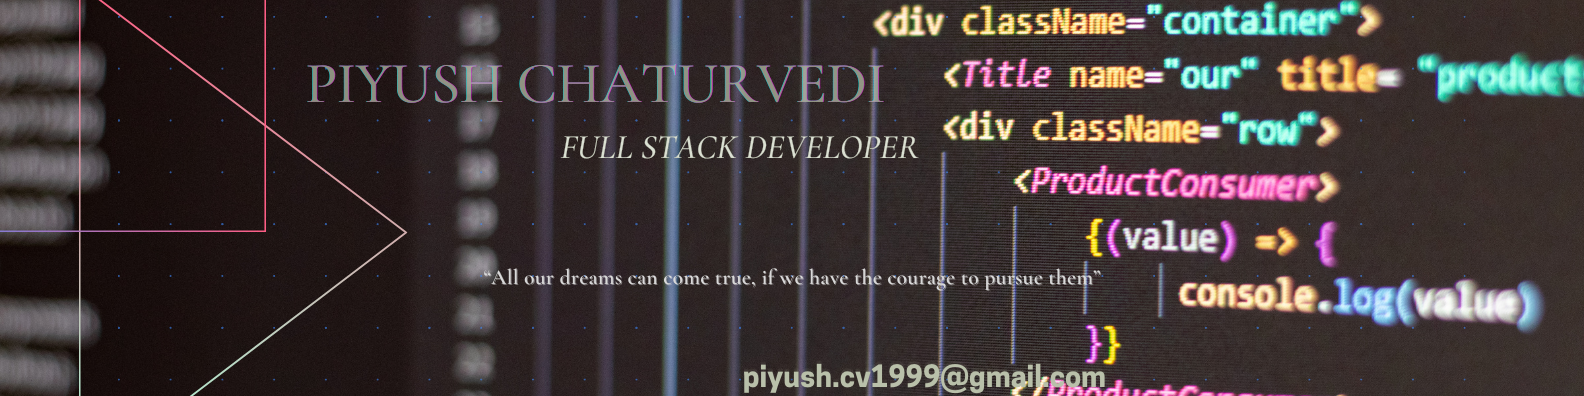 <div className="container">
<Title name="our" title= "product
<div className="row">
<ProductConsumer>
{(value) => {
console.log(value)
}}
PIYUSH CHATURVEDI
FULL STACK DEVELOPER
“All our dreams can come true, if we have the courage to pursue them”
piyush.cv1999@gmail.com